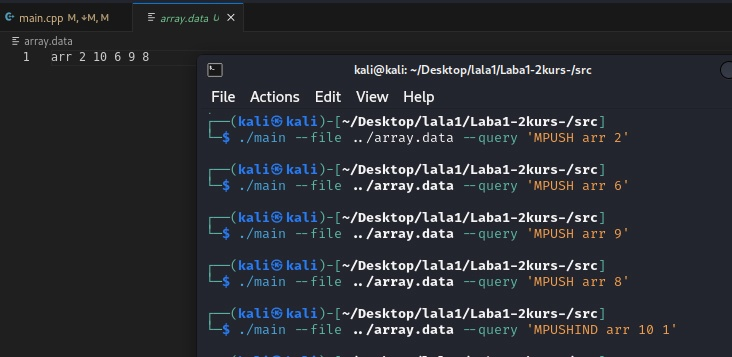 main.cpp M, ↓M, M array.data U ×
array.data
1 arr 2 10 6 9 8
kali@kali: ~/Desktop/lala1/Laba1-2kurs-/src
File Actions Edit View Help
┌──(kali㉿kali)-[~/Desktop/lala1/Laba1-2kurs-/src]
└─$ ./main --file ../array.data --query 'MPUSH arr 2'
┌──(kali㉿kali)-[~/Desktop/lala1/Laba1-2kurs-/src]
└─$ ./main --file ../array.data --query 'MPUSH arr 6'
┌──(kali㉿kali)-[~/Desktop/lala1/Laba1-2kurs-/src]
└─$ ./main --file ../array.data --query 'MPUSH arr 9'
┌──(kali㉿kali)-[~/Desktop/lala1/Laba1-2kurs-/src]
└─$ ./main --file ../array.data --query 'MPUSH arr 8'
┌──(kali㉿kali)-[~/Desktop/lala1/Laba1-2kurs-/src]
└─$ ./main --file ../array.data --query 'MPUSHIND arr 10 1'